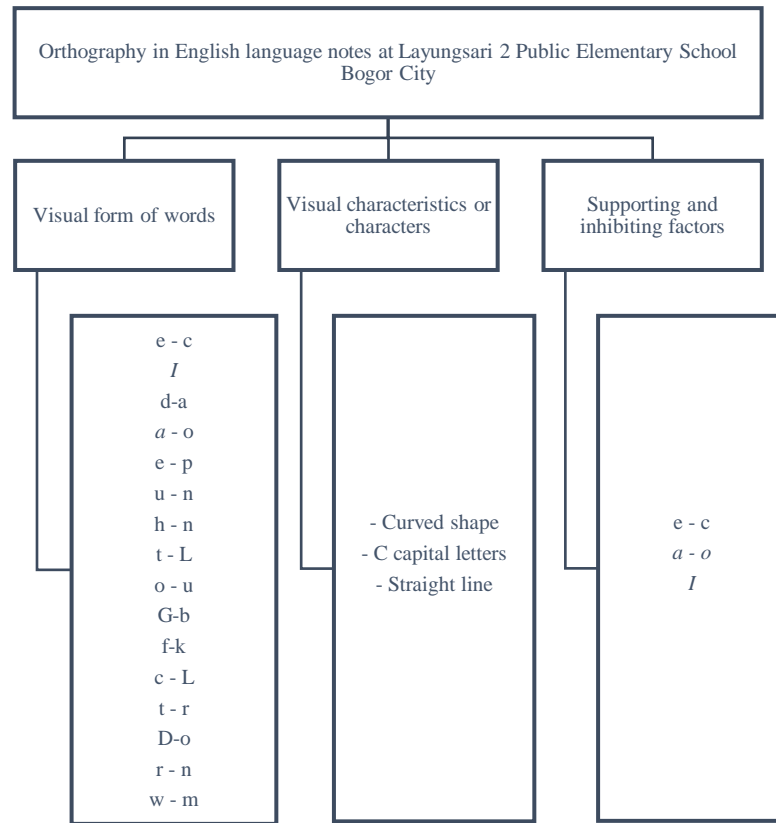 Orthography in English language notes at Layungsari 2 Public Elementary School
Bogor City
Visual form of words
Visual characteristics or
characters
Supporting and
inhibiting factors
e - c
I
d-a
a - o
e - p
u - n
h - n
t - L
o - u
G-b
f-k
c - L
t - r
D-o
r - n
w - m
- Curved shape
- C capital letters
- Straight line
e - c
a - o
I